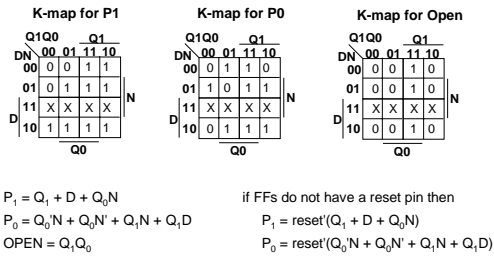 K-map for P1 K-map for P0 K-map for Open
Q1Q0 Q1 Q1Q0 Q1 Q1Q0 Q1
DN 00 01 11 10 DN 00 01 11 10 DN 00 01 11 10
00 0 0 1 1 00 0 1 1 0 00 0 0 1 0
01 0 1 1 1 N 01 1 0 1 1 N 01 0 0 1 0 N
D 11 X X X X D 11 X X X X D 11 X X X X
10 1 1 1 1 10 0 1 1 1 10 0 0 1 0
Q0 Q0 Q0
P₁ = Q₁ + D + Q₀N if FFs do not have a reset pin then
P₀ = Q₀'N + Q₀N' + Q₁N + Q₁D P₁ = reset'(Q₁ + D + Q₀N)
OPEN = Q₁Q₀ P₀ = reset'(Q₀'N + Q₀N' + Q₁N + Q₁D)